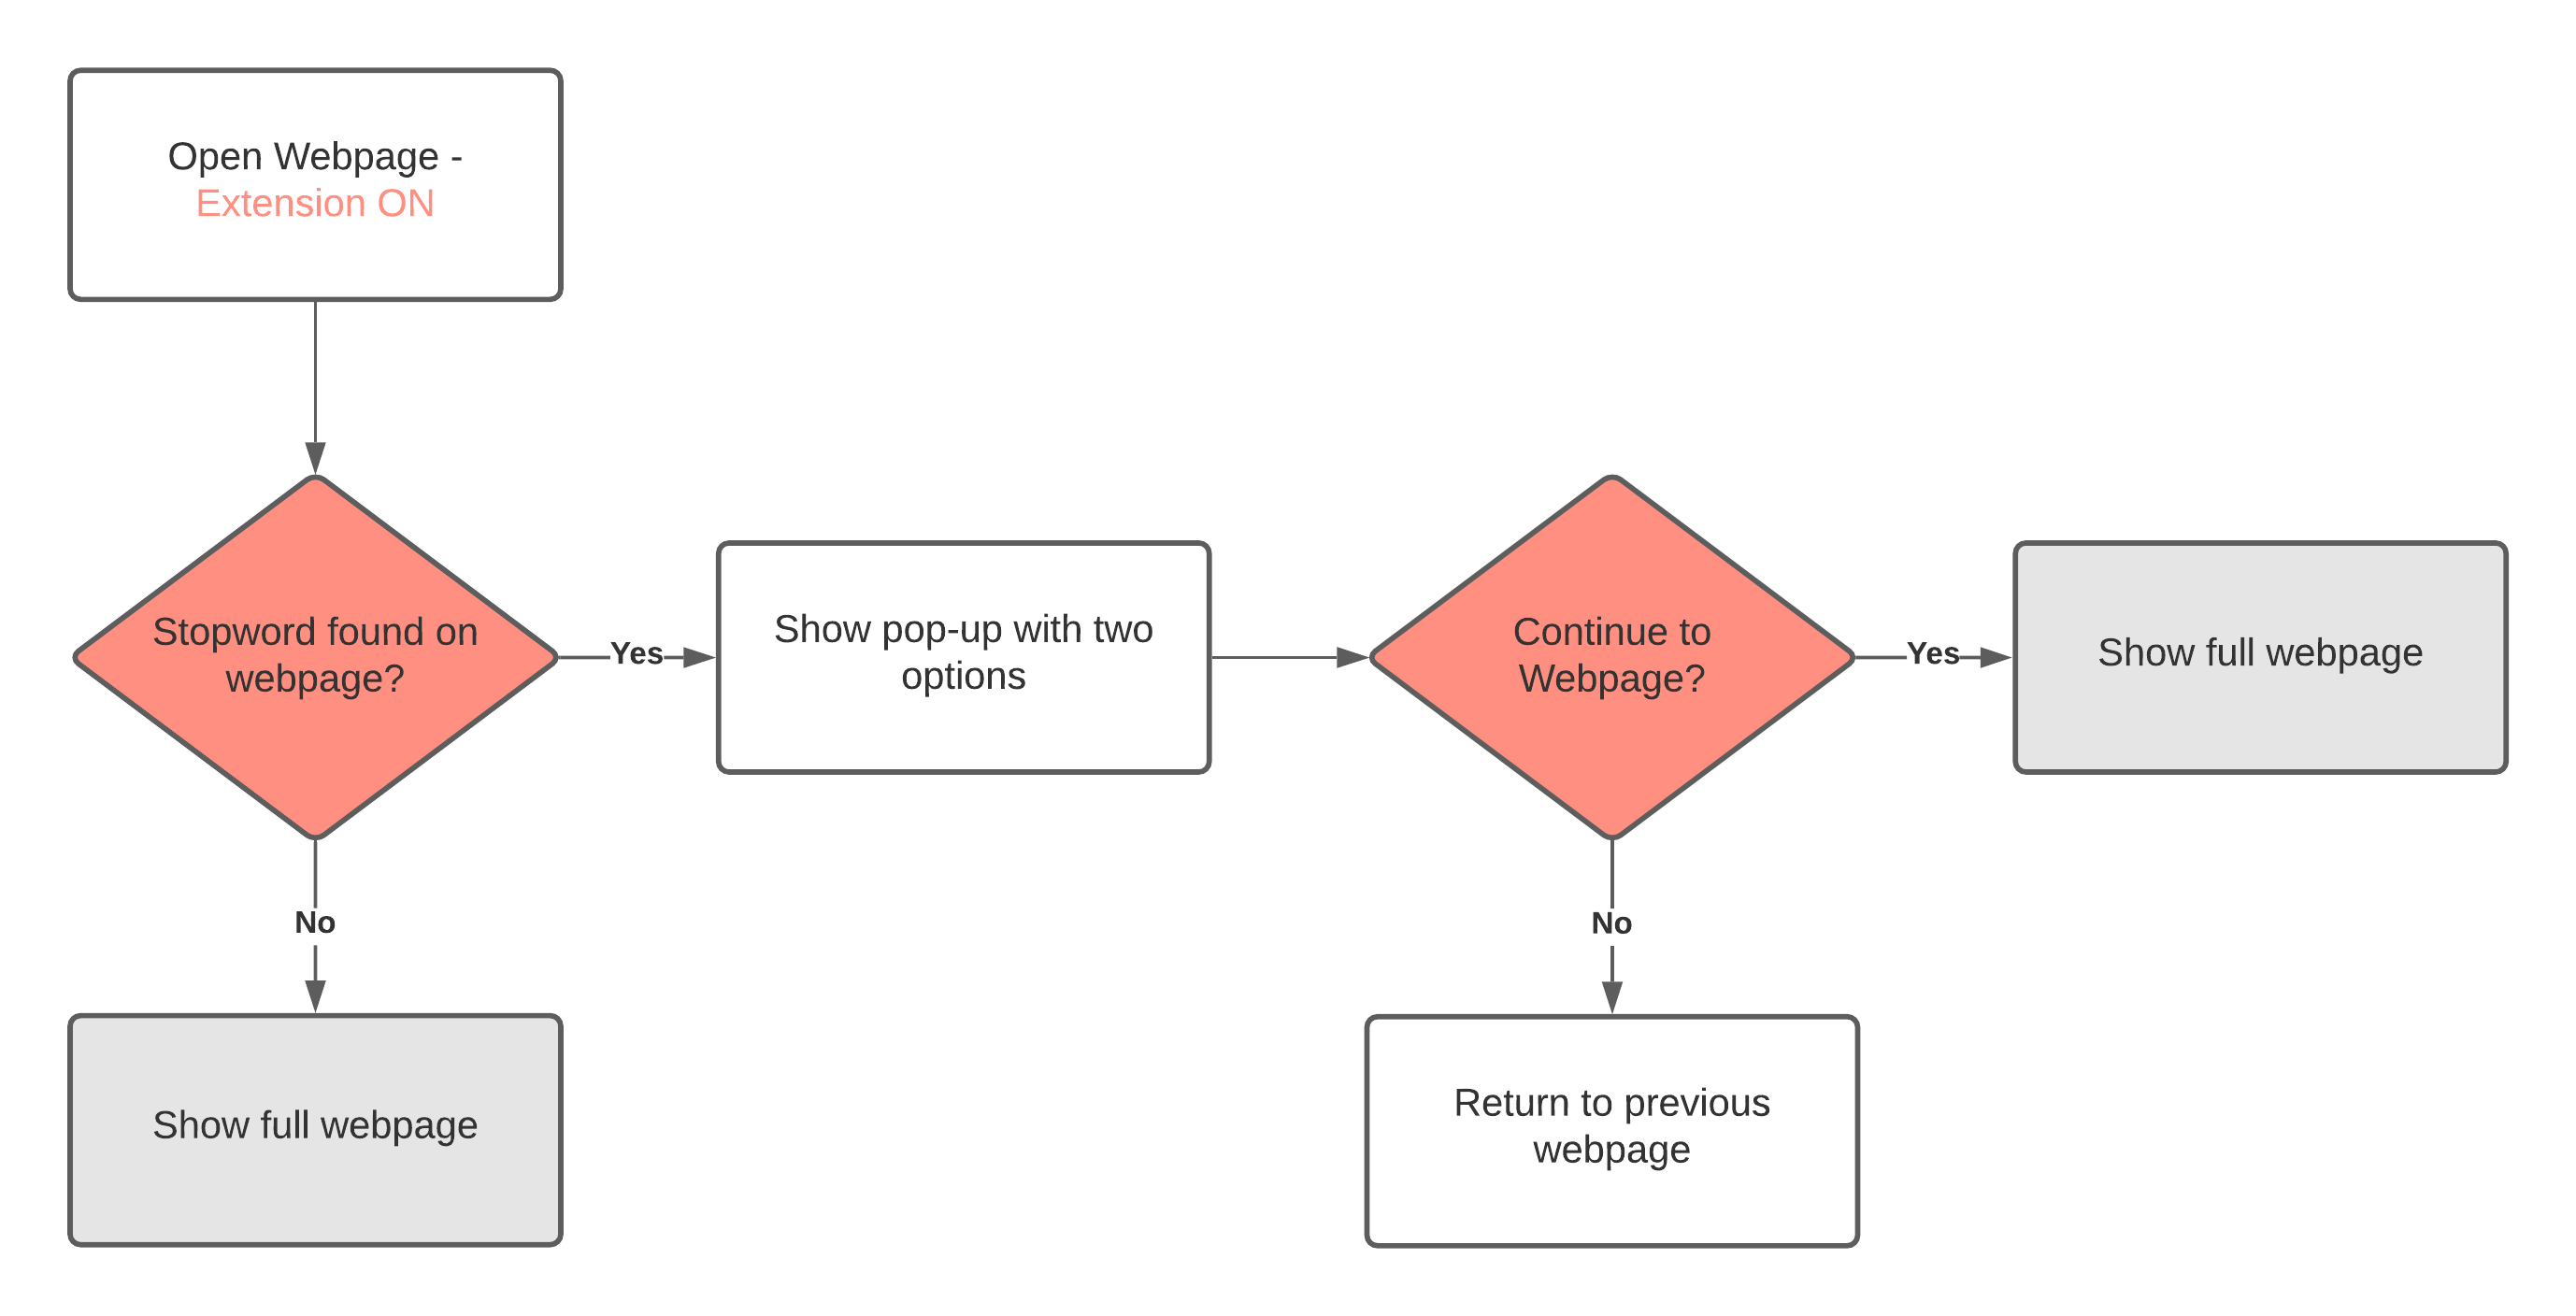 Open Webpage -
Extension ON
Stopword found on
webpage?
Yes
Show pop-up with two
options
Continue to
Webpage?
Yes
Show full webpage
No
No
Show full webpage
Return to previous
webpage